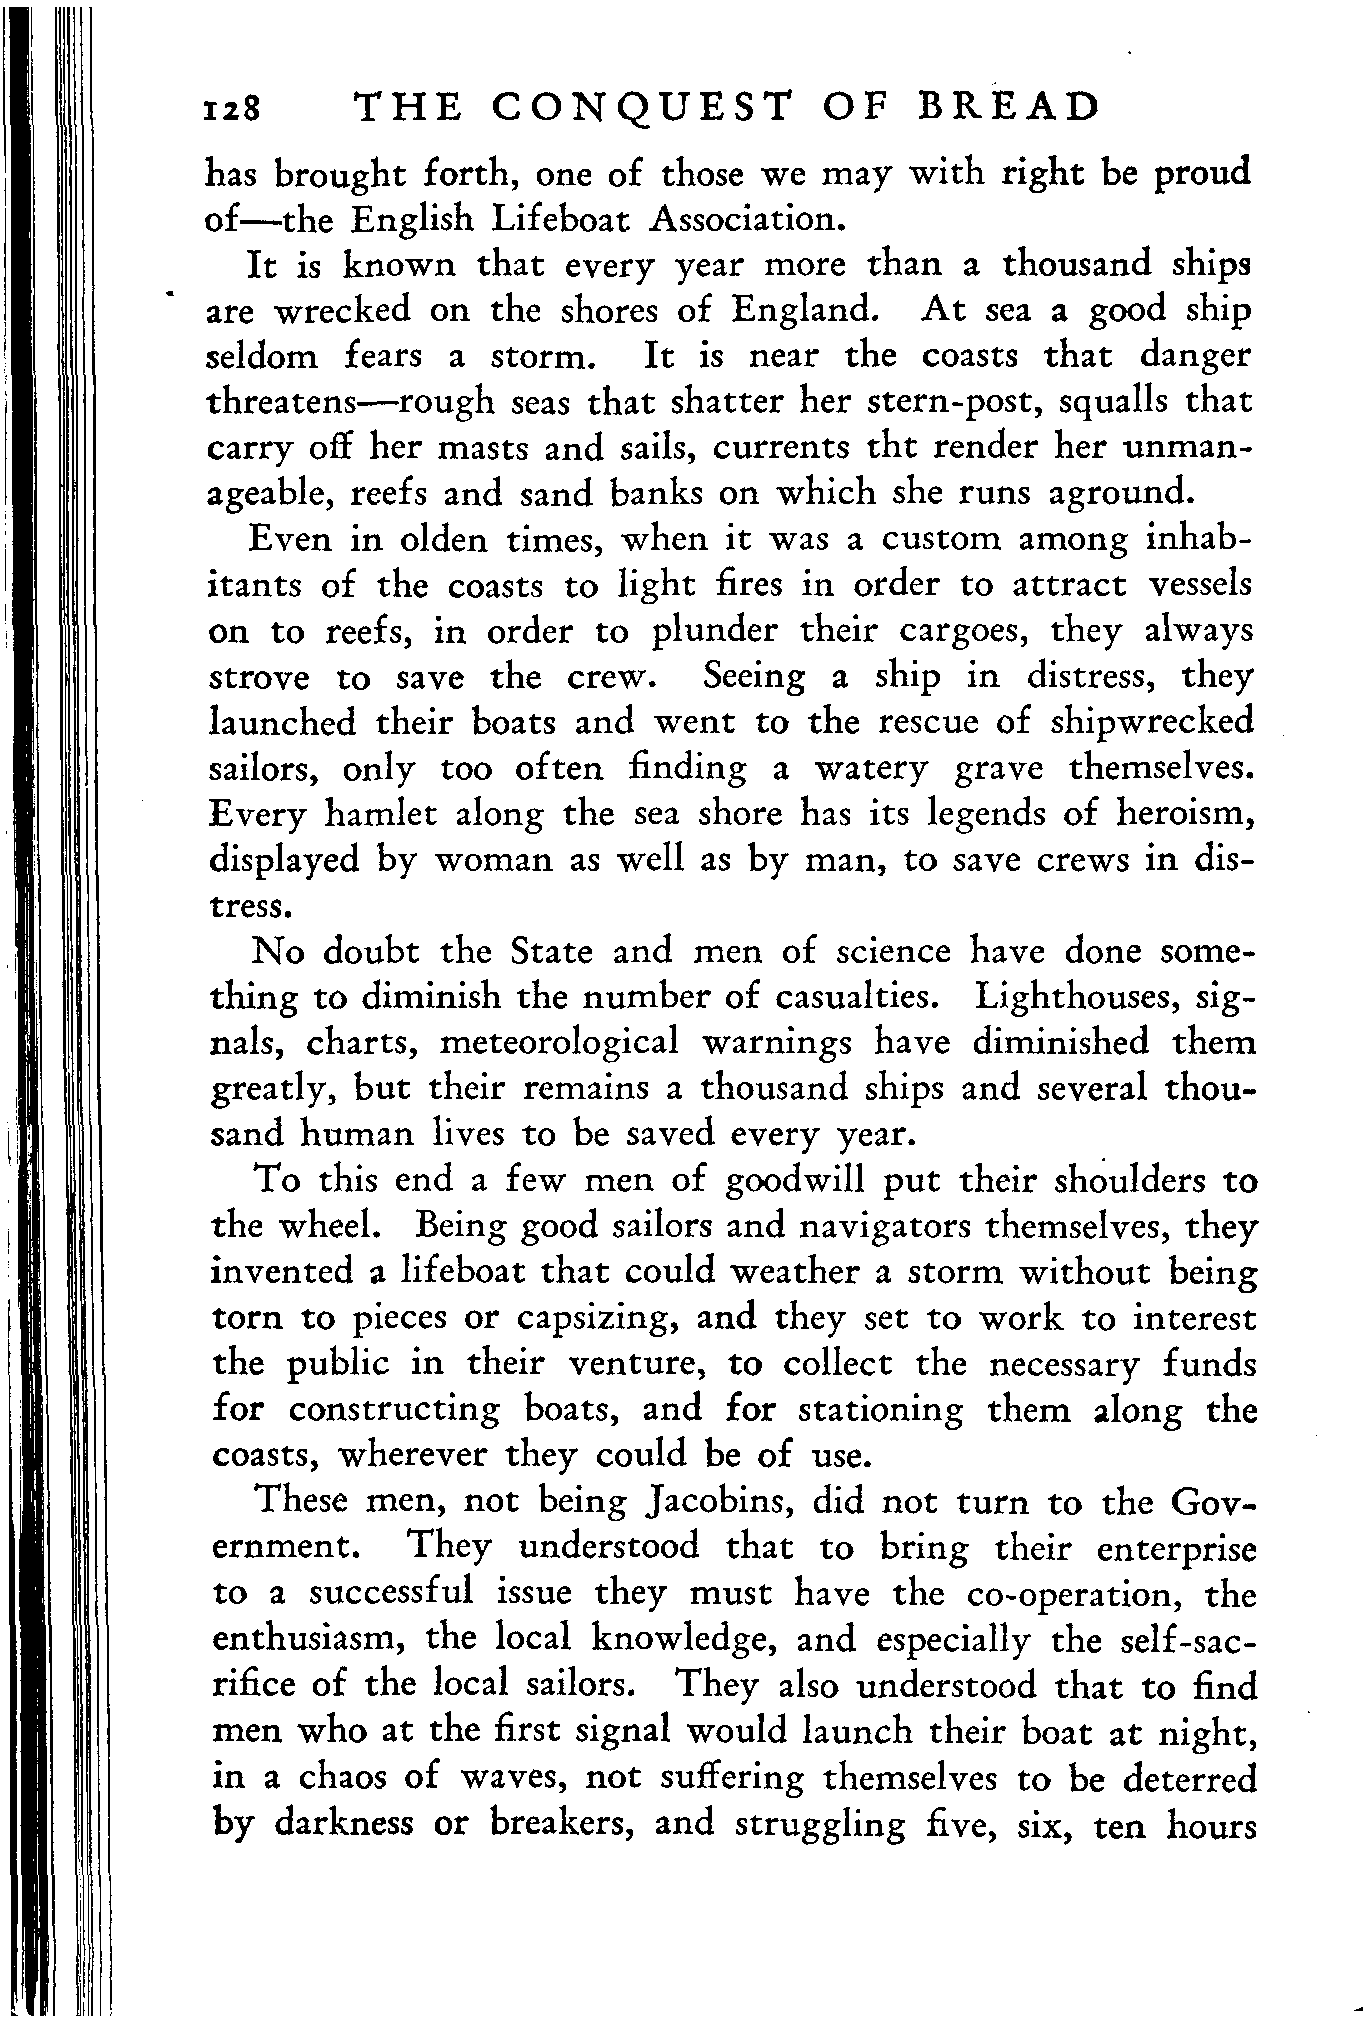 128 THE CONQUEST OF BREAD
has brought forth, one of those we may with right be proud
of—the English Lifeboat Association.
It is known that every year more than a thousand ships
are wrecked on the shores of England. At sea a good ship
seldom fears a storm. It is near the coasts that danger
threatens—rough seas that shatter her stern-post, squalls that
carry off her masts and sails, currents tht render her unman-
ageable, reefs and sand banks on which she runs aground.
Even in olden times, when it was a custom among inhab-
itants of the coasts to light fires in order to attract vessels
on to reefs, in order to plunder their cargoes, they always
strove to save the crew. Seeing a ship in distress, they
launched their boats and went to the rescue of shipwrecked
sailors, only too often finding a watery grave themselves.
Every hamlet along the sea shore has its legends of heroism,
displayed by woman as well as by man, to save crews in dis-
tress.
No doubt the State and men of science have done some-
thing to diminish the number of casualties. Lighthouses, sig-
nals, charts, meteorological warnings have diminished them
greatly, but their remains a thousand ships and several thou-
sand human lives to be saved every year.
To this end a few men of goodwill put their shoulders to
the wheel. Being good sailors and navigators themselves, they
invented a lifeboat that could weather a storm without being
torn to pieces or capsizing, and they set to work to interest
the public in their venture, to collect the necessary funds
for constructing boats, and for stationing them along the
coasts, wherever they could be of use.
These men, not being Jacobins, did not turn to the Gov-
ernment. They understood that to bring their enterprise
to a successful issue they must have the co-operation, the
enthusiasm, the local knowledge, and especially the self-sac-
rifice of the local sailors. They also understood that to find
men who at the first signal would launch their boat at night,
in a chaos of waves, not suffering themselves to be deterred
by darkness or breakers, and struggling five, six, ten hours